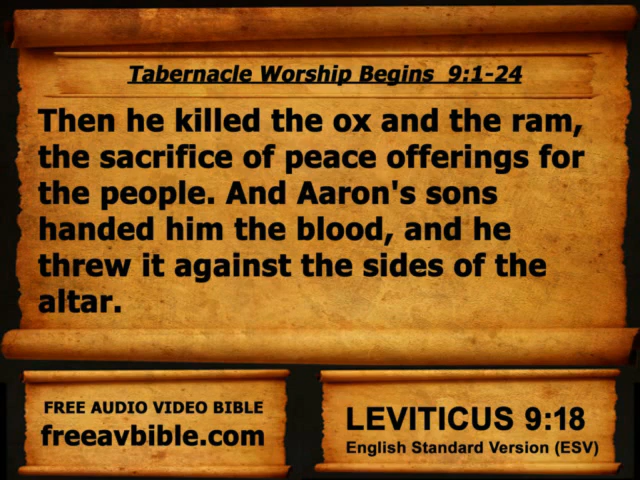 Tabernacle Worship Begins  9:1-24
Then he killed the ox and the ram,
the sacrifice of peace offerings for
the people. And Aaron's sons
handed him the blood, and he
threw it against the sides of the
altar.
FREE AUDIO VIDEO BIBLE
freeavbible.com
LEVITICUS 9:18
English Standard Version (ESV)